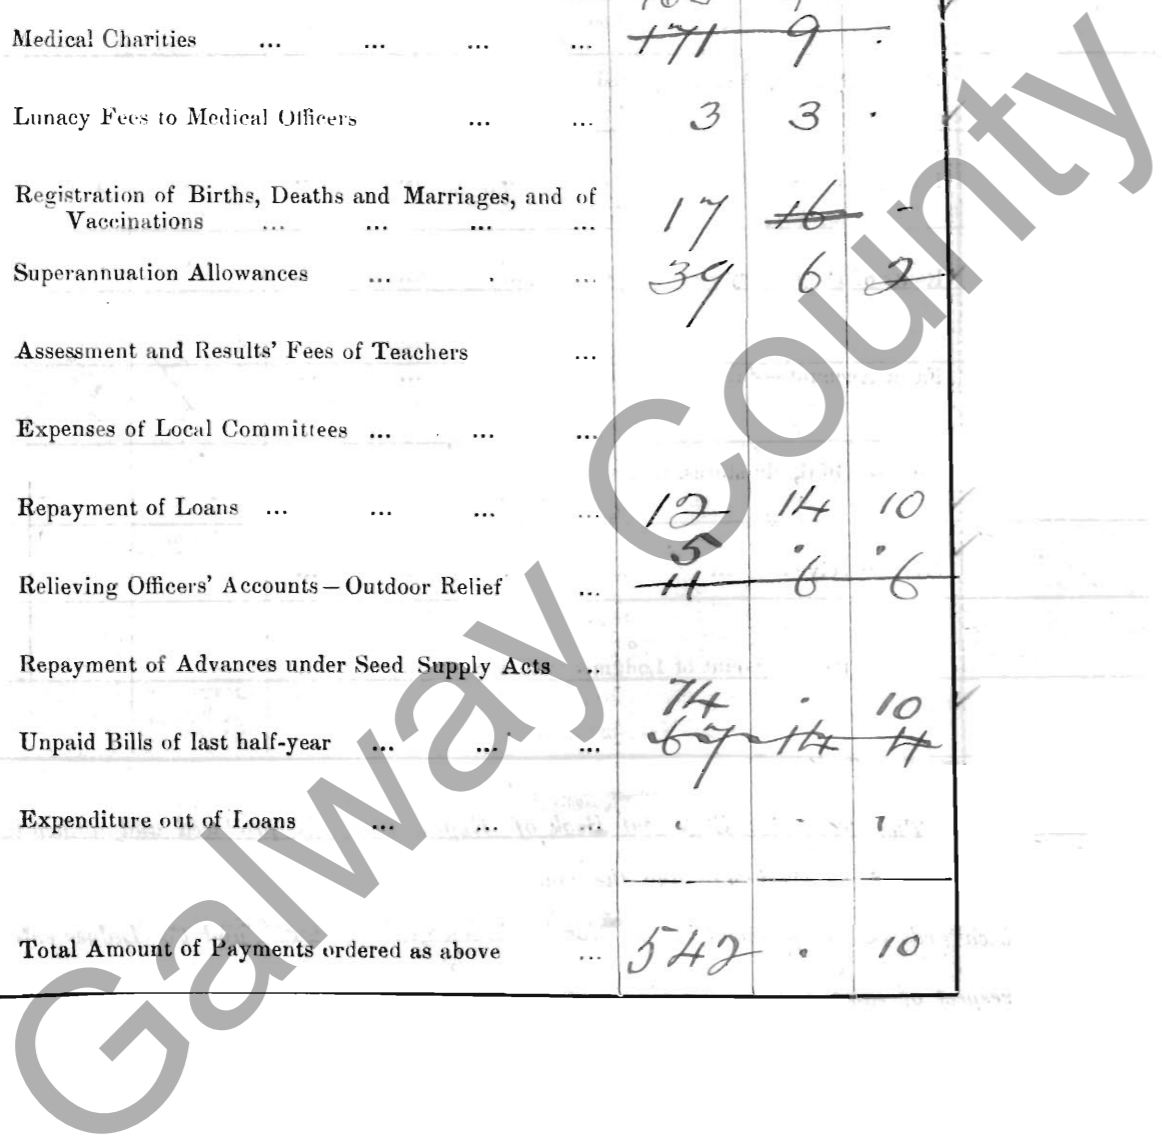 Medical Charities ... ... ... ... 171 9 .
Lunacy Fees to Medical Officers ... ... 3 3 .
Registration of Births, Deaths and Marriages, and of
Vaccinations ... ... ... ... 17 16 -
Superannuation Allowances ... . ... 39 6 2
Assessment and Results' Fees of Teachers ...
Expenses of Local Committees ... . ... ...
Repayment of Loans ... ... ... ... 12 14 10
5 . .
Relieving Officers' Accounts—Outdoor Relief ... 11 6 6
Repayment of Advances under Seed Supply Acts ...
74 . 10
Unpaid Bills of last half-year ... ... ... 67 14 4
Expenditure out of Loans ... ... ... . . .
Total Amount of Payments ordered as above ... 542 . 10
Galway County